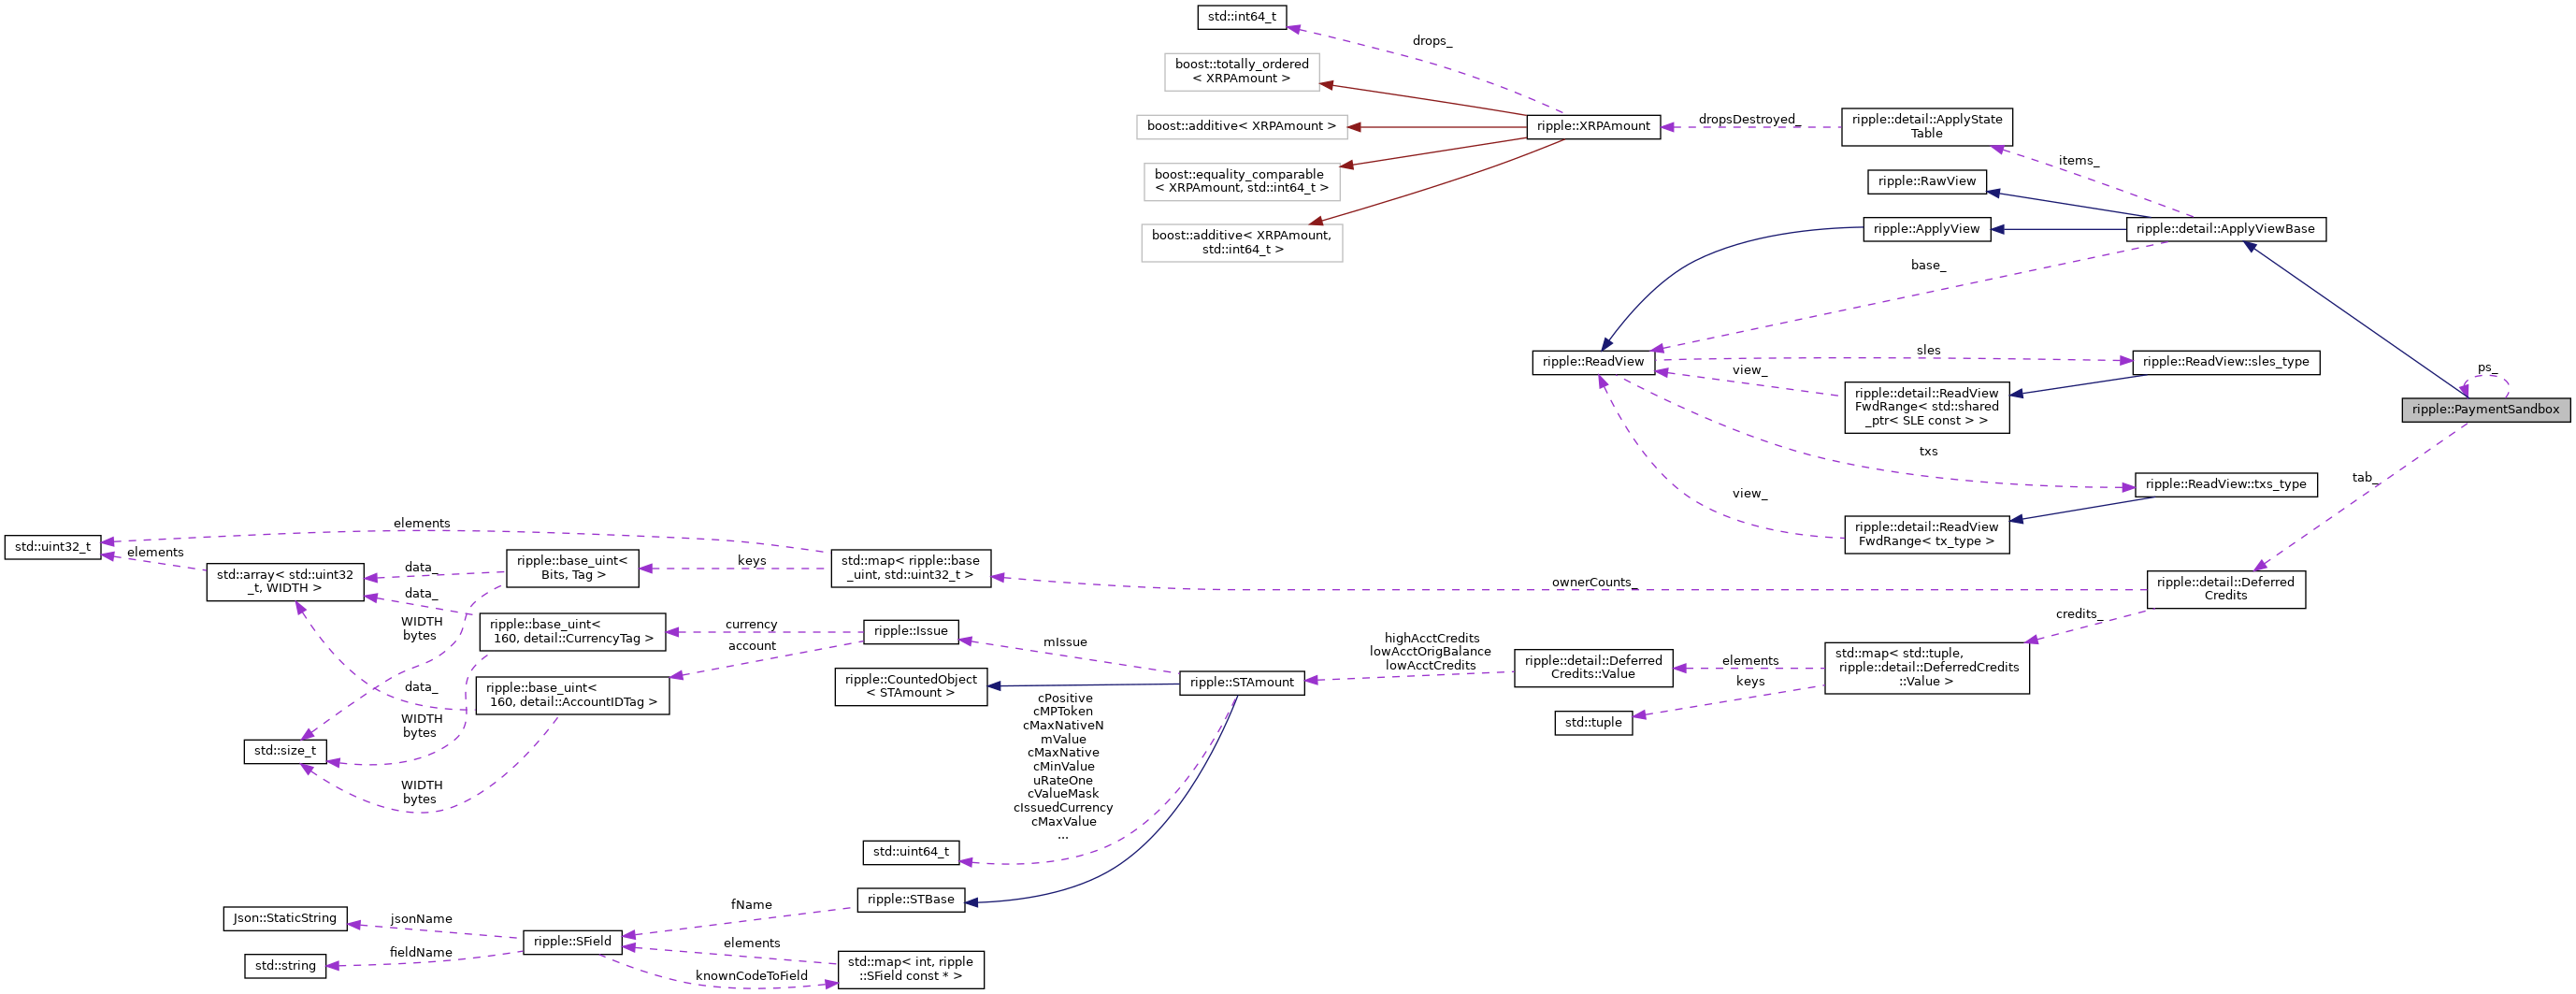 std::int64_t
drops_
boost::totally_ordered
< XRPAmount >
boost::additive< XRPAmount >
ripple::XRPAmount
dropsDestroyed_
ripple::detail::ApplyState
Table
items_
boost::equality_comparable
< XRPAmount, std::int64_t >
ripple::RawView
boost::additive< XRPAmount,
std::int64_t >
ripple::ApplyView
ripple::detail::ApplyViewBase
base_
ripple::ReadView
sles
ripple::ReadView::sles_type
view_
ps_
ripple::detail::ReadView
FwdRange< std::shared
_ptr< SLE const > >
ripple::PaymentSandbox
txs
ripple::ReadView::txs_type
tab_
view_
ripple::detail::ReadView
FwdRange< tx_type >
elements
std::uint32_t
elements
std::array< std::uint32
_t, WIDTH >
data_
ripple::base_uint<
Bits, Tag >
keys
std::map< ripple::base
_uint, std::uint32_t >
ownerCounts_
ripple::detail::Deferred
Credits
data_
WIDTH
bytes
ripple::base_uint<
160, detail::CurrencyTag >
currency
account
ripple::Issue
mIssue
highAcctCredits
lowAcctOrigBalance
lowAcctCredits
ripple::detail::Deferred
Credits::Value
elements
keys
credits_
std::map< std::tuple,
ripple::detail::DeferredCredits
::Value >
data_
ripple::base_uint<
160, detail::AccountIDTag >
ripple::CountedObject
< STAmount >
ripple::STAmount
std::tuple
WIDTH
bytes
std::size_t
WIDTH
bytes
cPositive
cMPToken
cMaxNativeN
mValue
cMaxNative
cMinValue
uRateOne
cValueMask
cIssuedCurrency
cMaxValue
...
std::uint64_t
ripple::STBase
fName
Json::StaticString
jsonName
ripple::SField
fieldName
std::string
elements
knownCodeToField
std::map< int, ripple
::SField const * >